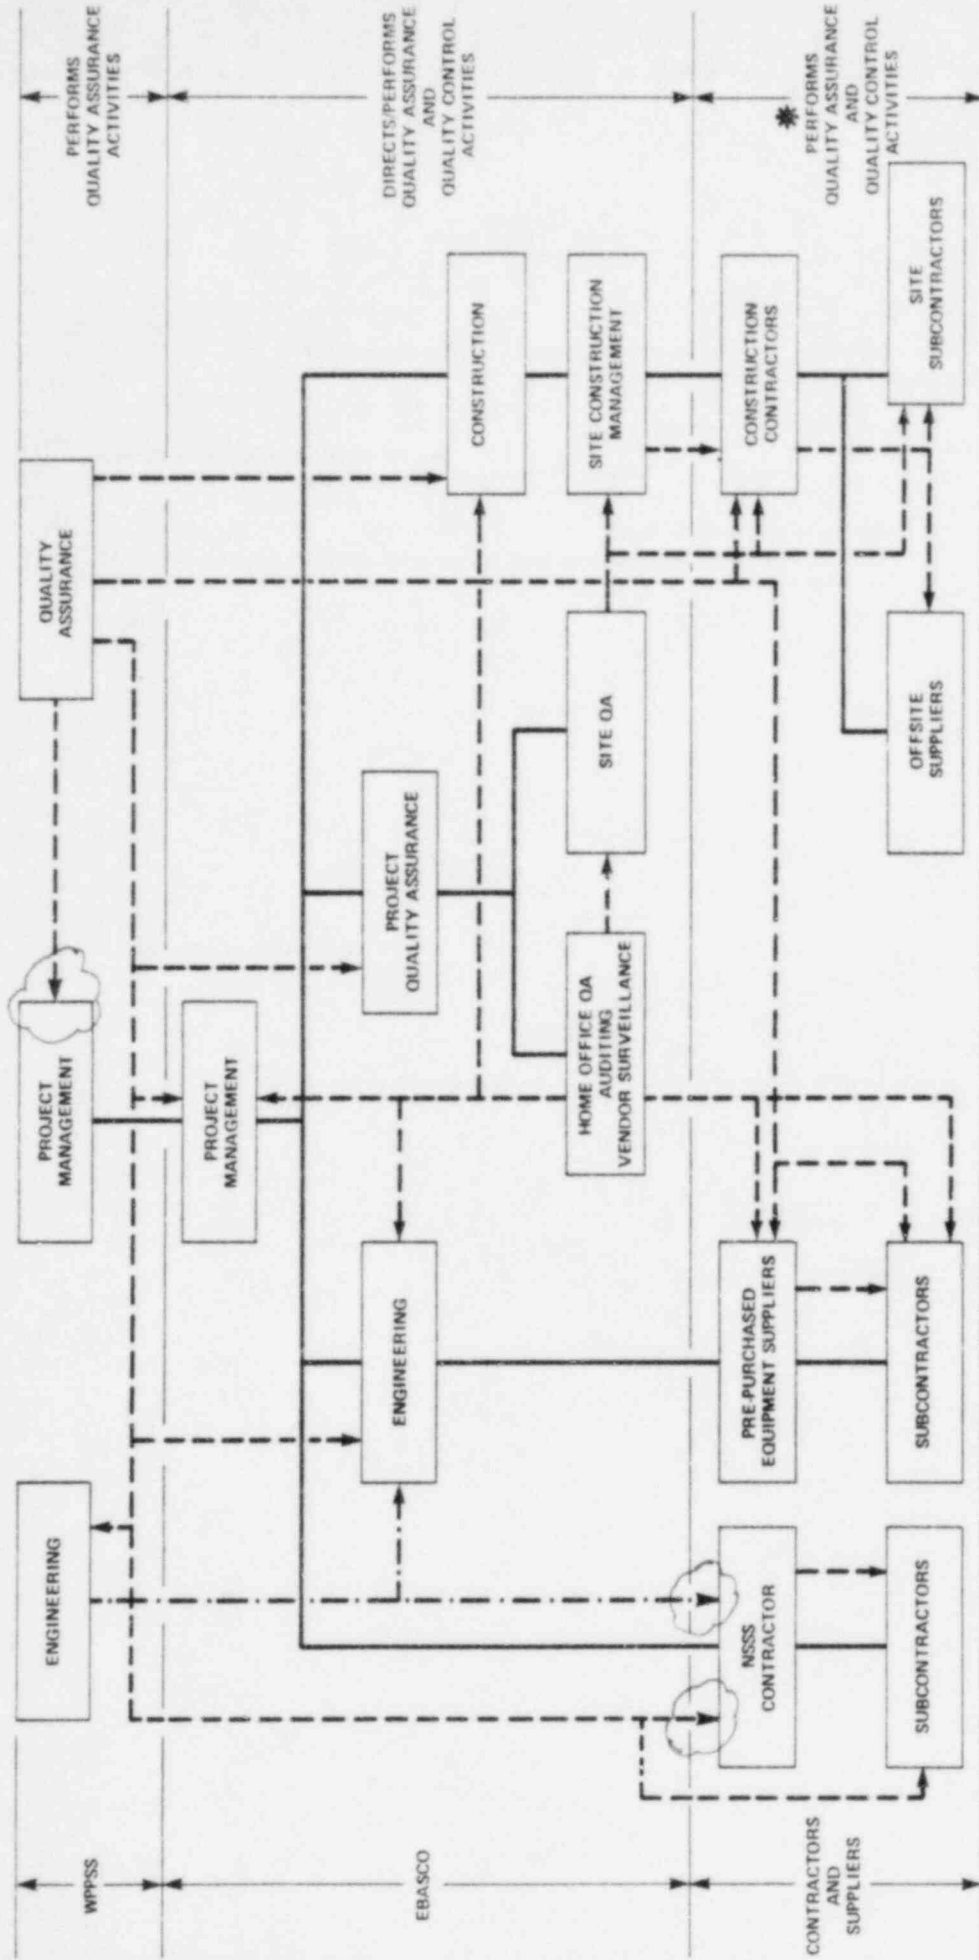 WPPSS
EBASCO
CONTRACTORS
AND
SUPPLIERS
ENGINEERING
PROJECT
MANAGEMENT
QUALITY
ASSURANCE
PERFORMS
QUALITY ASSURANCE
ACTIVITIES
PROJECT
MANAGEMENT
ENGINEERING
PROJECT
QUALITY ASSURANCE
CONSTRUCTION
HOME OFFICE QA
AUDITING
VENDOR SURVEILLANCE
SITE QA
SITE CONSTRUCTION
MANAGEMENT
DIRECTS/PERFORMS
QUALITY ASSURANCE
AND
QUALITY CONTROL
ACTIVITIES
NSSS
CONTRACTOR
PRE-PURCHASED
EQUIPMENT SUPPLIERS
CONSTRUCTION
CONTRACTORS
SUBCONTRACTORS
SUBCONTRACTORS
OFFSITE
SUPPLIERS
SITE
SUBCONTRACTORS
*
PERFORMS
QUALITY ASSURANCE
AND
QUALITY CONTROL
ACTIVITIES